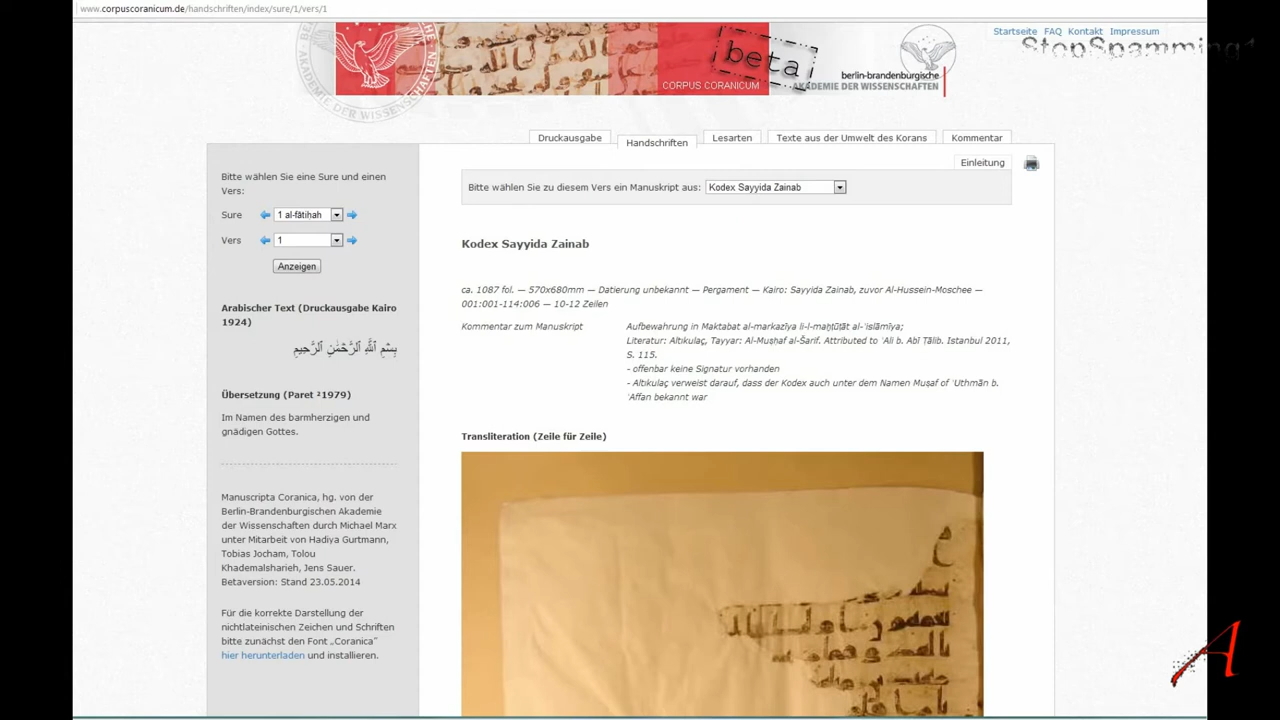 www.corpuscoranicum.de/handschriften/index/sure/1/vers/1
Startseite FAQ Kontakt Impressum
StopSpamming1
beta
CORPUS CORANICUM
berlin-brandenburgische
AKADEMIE DER WISSENSCHAFTEN
AKADEMIE DER WISSENSCHAFTEN
Druckausgabe Handschriften Lesarten Texte aus der Umwelt des Korans Kommentar
Einleitung
Bitte wählen Sie eine Sure und einen
Vers:
Sure 1 al-fātiḥah
Vers 1
Anzeigen
Arabischer Text (Druckausgabe Kairo
1924)
بِسْمِ ٱللَّهِ ٱلرَّحْمَٰنِ ٱلرَّحِيمِ
Übersetzung (Paret ²1979)
Im Namen des barmherzigen und
gnädigen Gottes.
Manuscripta Coranica, hg. von der
Berlin-Brandenburgischen Akademie
der Wissenschaften durch Michael Marx
unter Mitarbeit von Hadiya Gurtmann,
Tobias Jocham, Tolou
Khademalsharieh, Jens Sauer.
Betaversion: Stand 23.05.2014
Für die korrekte Darstellung der
nichtlateinischen Zeichen und Schriften
bitte zunächst den Font „Coranica“
hier herunterladen und installieren.
Bitte wählen Sie zu diesem Vers ein Manuskript aus: Kodex Sayyida Zainab
Kodex Sayyida Zainab
ca. 1087 fol. — 570x680mm — Datierung unbekannt — Pergament — Kairo: Sayyida Zainab, zuvor Al-Hussein-Moschee —
001:001-114:006 — 10-12 Zeilen
Kommentar zum Manuskript
Aufbewahrung in Maktabat al-markazīya li-l-maḫṭūṭāt al-ʾislāmīya;
Literatur: Altıkulaç, Tayyar: Al-Muṣḥaf al-Šarif. Attributed to ʿAli b. Abī Ṭālib. Istanbul 2011,
S. 115.
- offenbar keine Signatur vorhanden
- Altıkulaç verweist darauf, dass der Kodex auch unter dem Namen Muṣaf of ʿUthmān b.
ʿAffan bekannt war
Transliteration (Zeile für Zeile)
A